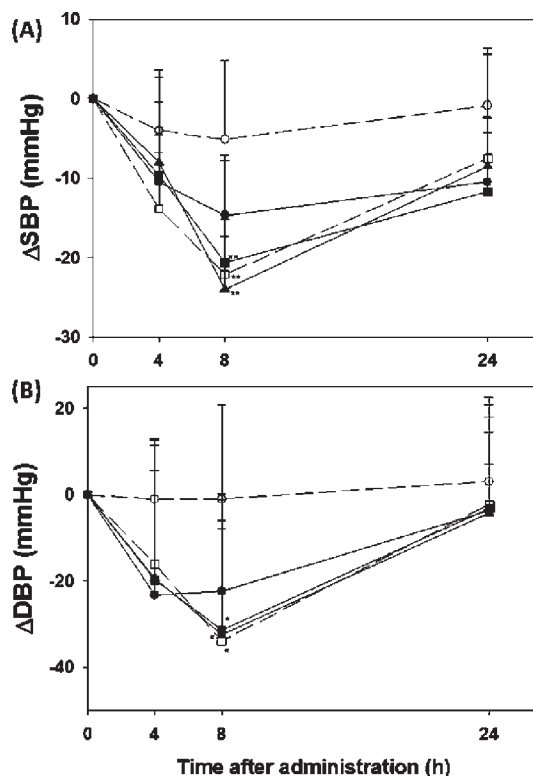 (A)
10
0
-10
-20
-30
ΔSBP (mmHg)
**
**
**
0 4 8 24
(B)
20
0
-20
-40
ΔDBP (mmHg)
*
*
*
0 4 8 24
Time after administration (h)